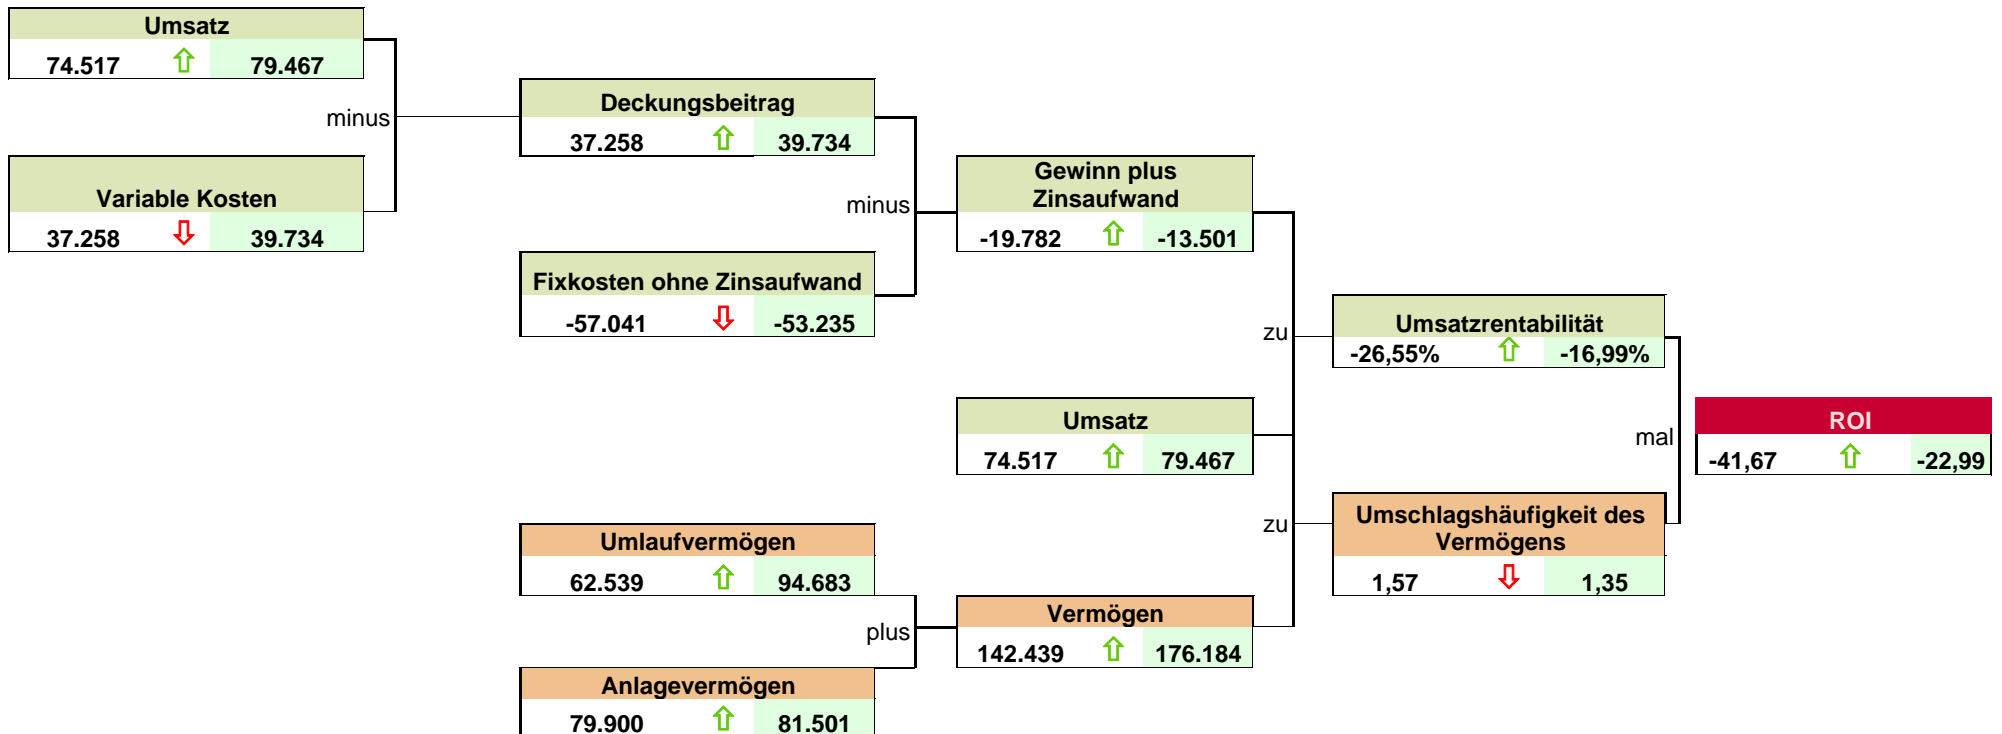 Umsatz
74.517 79.467
minus
Variable Kosten
37.258 39.734
Deckungsbeitrag
37.258 39.734
minus
Fixkosten ohne Zinsaufwand
-57.041 -53.235
Gewinn plus
Zinsaufwand
-19.782 -13.501
zu
Umsatz
74.517 79.467
zu
Umlaufvermögen
62.539 94.683
plus
Anlagevermögen
79.900 81.501
Vermögen
142.439 176.184
Umsatzrentabilität
-26,55% -16,99%
mal
Umschlagshäufigkeit des
Vermögens
1,57 1,35
ROI
-41,67 -22,99